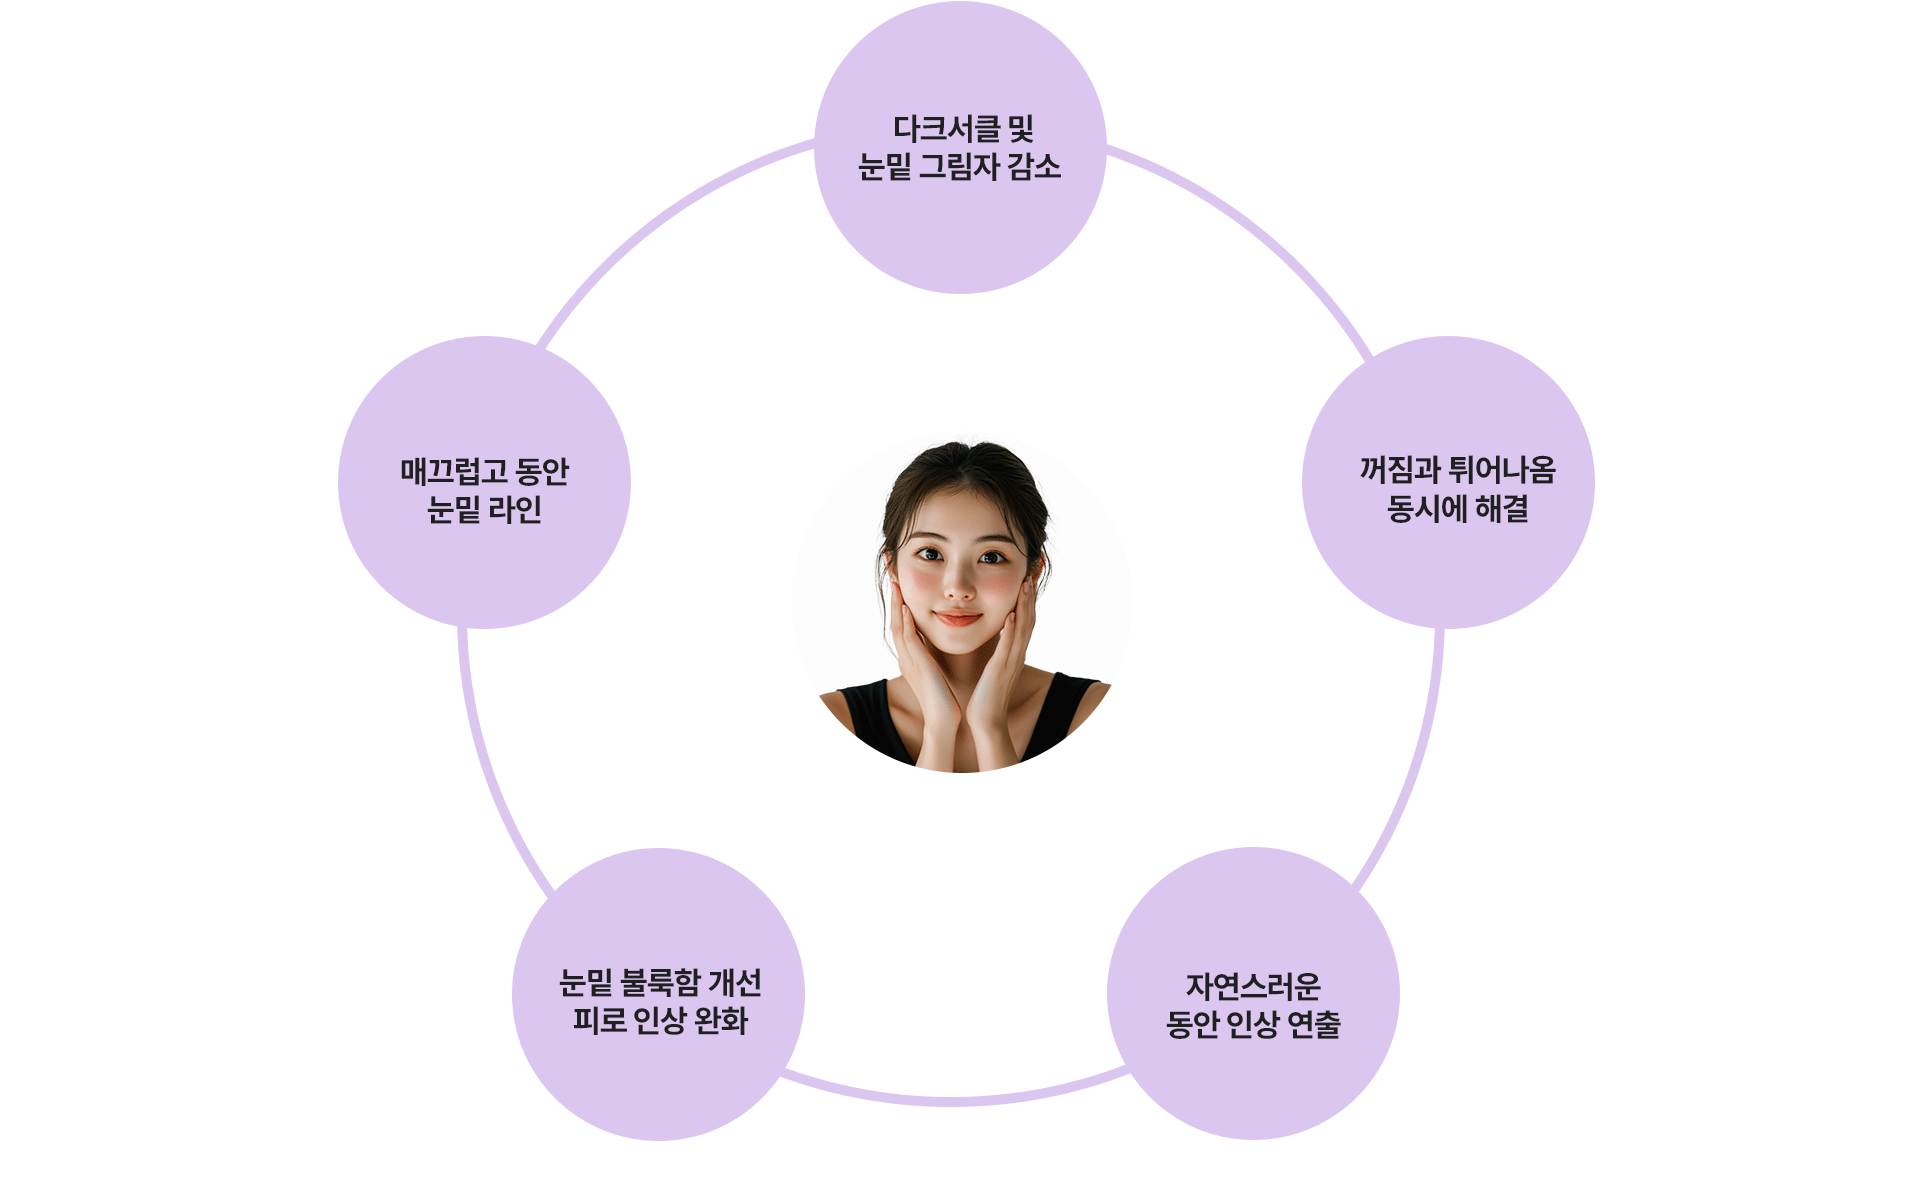 다크서클 및
눈밑 그림자 감소
매끄럽고 동안
눈밑 라인
꺼짐과 튀어나옴
동시에 해결
눈밑 불룩함 개선
피로 인상 완화
자연스러운
동안 인상 연출